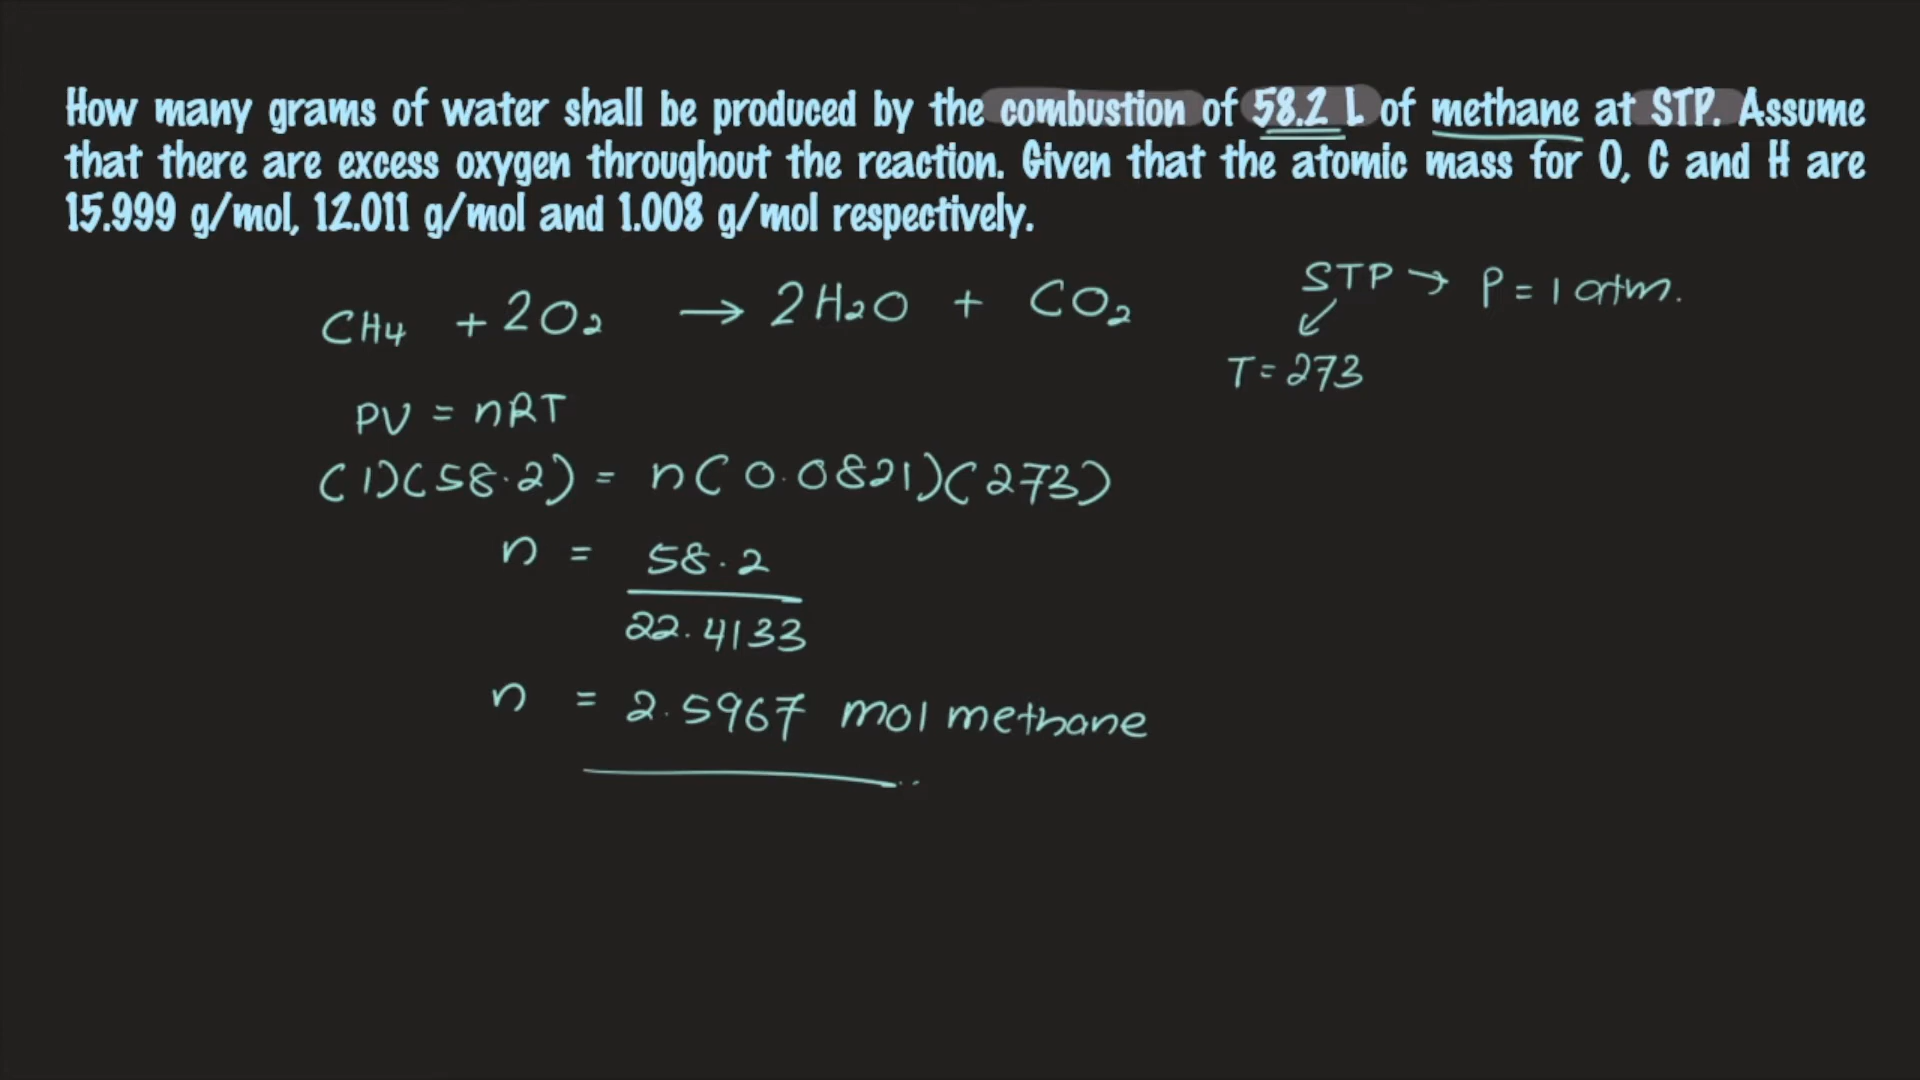 How many grams of water shall be produced by the combustion of 58.2 L of methane at STP. Assume
that there are excess oxygen throughout the reaction. Given that the atomic mass for O, C and H are
15.999 g/mol, 12.011 g/mol and 1.008 g/mol respectively.
CH4 + 2O2 → 2H2O + CO2
STP → P = 1 atm.
T = 273
PV = nRT
(1)(58.2) = n(0.0821)(273)
n = 58.2
22.4133
n = 2.5967 mol methane